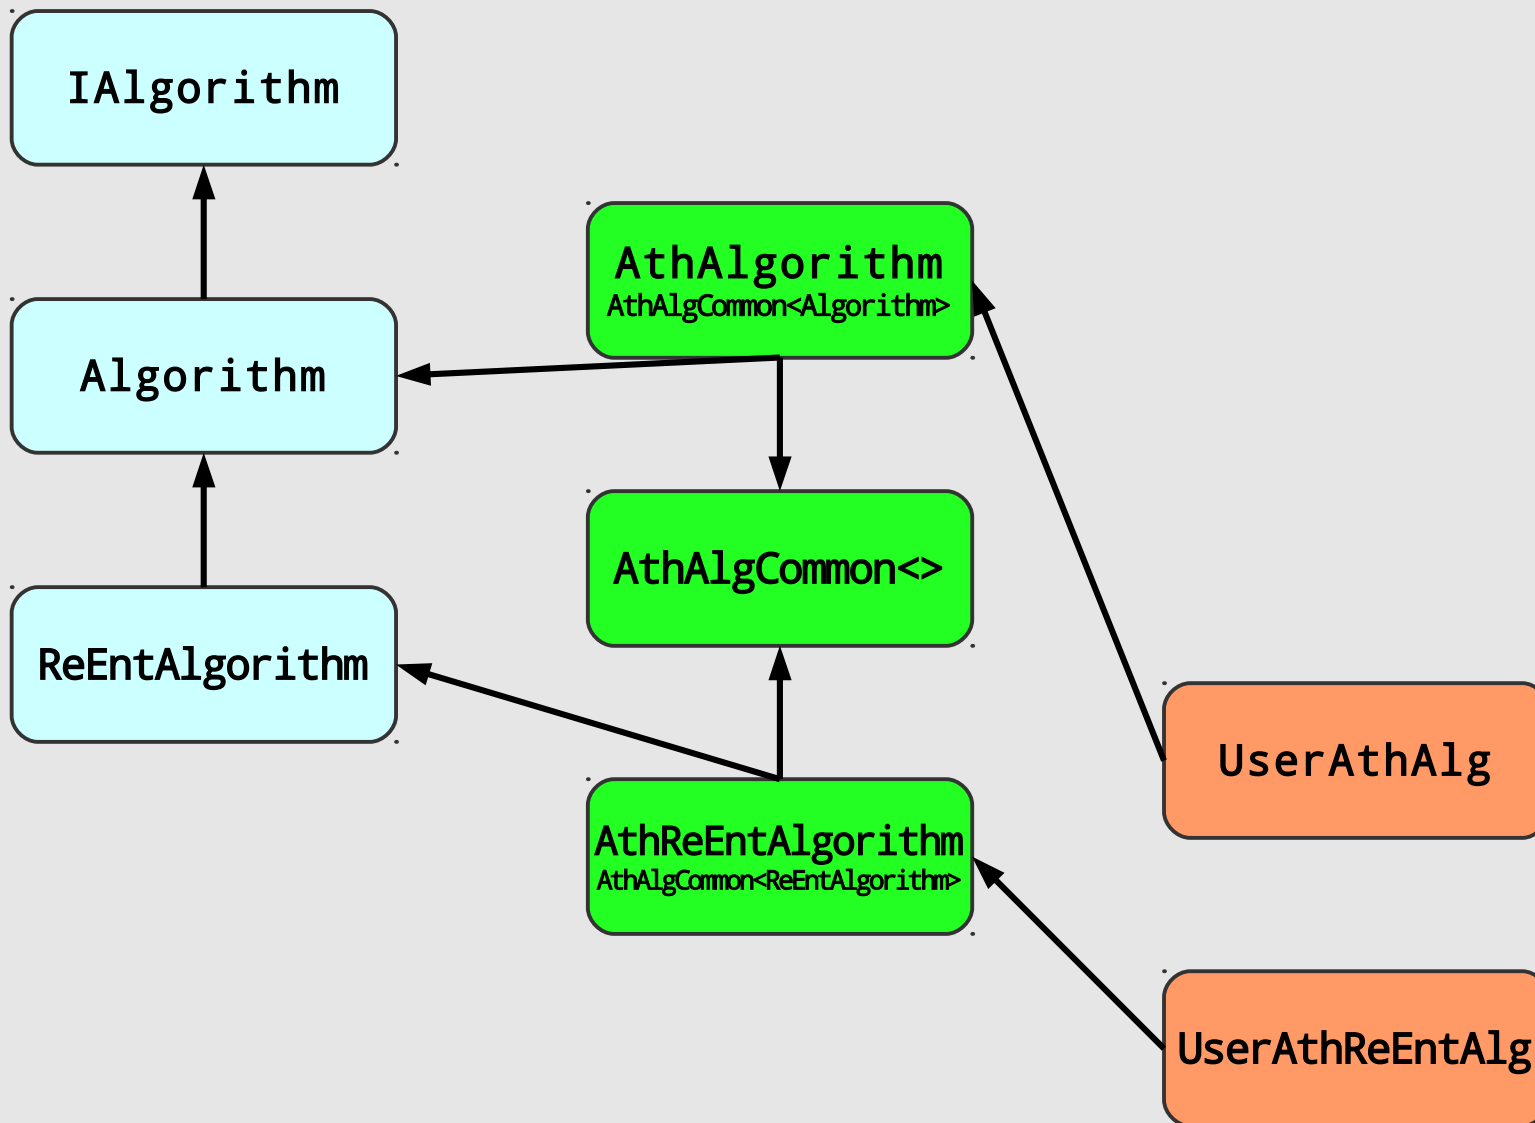 IAlgorithm
AthAlgorithm
AthAlgCommon<Algorithm>
Algorithm
AthAlgCommon<>
ReEntAlgorithm
UserAthAlg
AthReEntAlgorithm
AthAlgCommon<ReEntAlgorithm>
UserAthReEntAlg